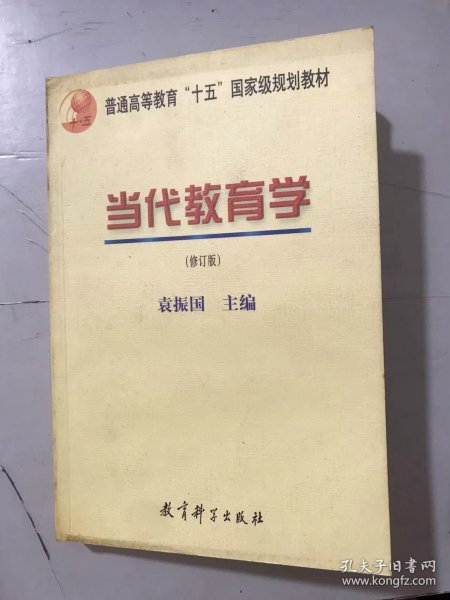 普通高等教育“十五”国家级规划教材
十·五
当代教育学
(修订版)
袁振国 主编
教育科学出版社
孔夫子旧书网
www.kongfz.com